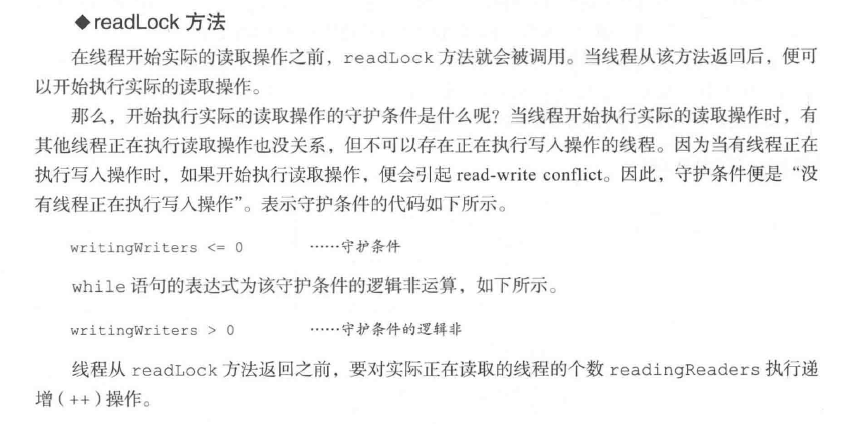 ◆readLock 方法
在线程开始实际的读取操作之前，readLock 方法就会被调用。当线程从该方法返回后，便可
以开始执行实际的读取操作。
那么，开始执行实际的读取操作的守护条件是什么呢？当线程开始执行实际的读取操作时，有
其他线程正在执行读取操作也没关系，但不可以存在正在执行写入操作的线程。因为当有线程正在
执行写入操作时，如果开始执行读取操作，便会引起 read-write conflict。因此，守护条件便是“没
有线程正在执行写入操作”。表示守护条件的代码如下所示。
writingWriters <= 0 ……守护条件
while 语句的表达式为该守护条件的逻辑非运算，如下所示。
writingWriters > 0 ……守护条件的逻辑非
线程从 readLock 方法返回之前，要对实际正在读取的线程的个数 readingReaders 执行递
增（++）操作。